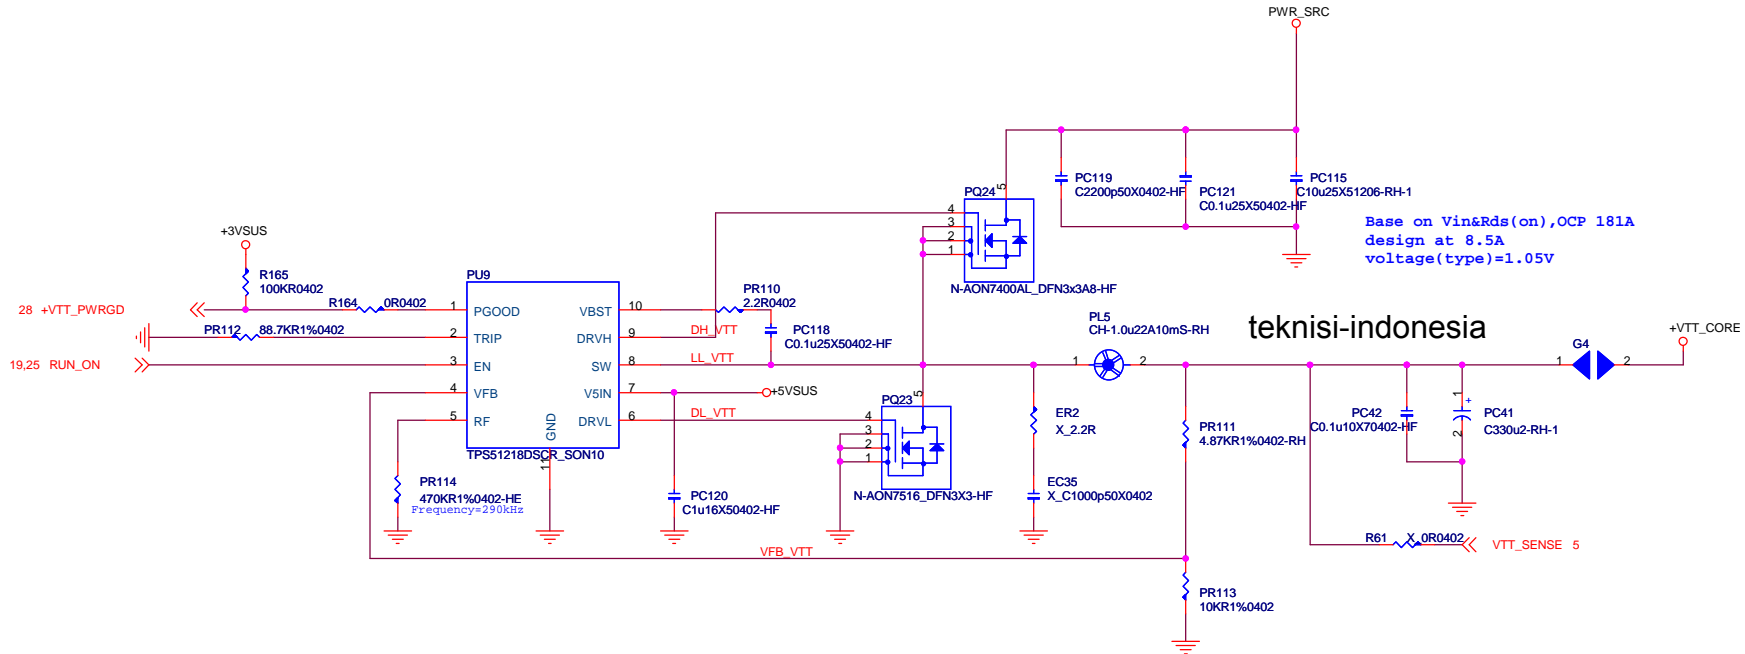 PWR_SRC
PC119
C2200p50X0402-HF
PC121
C0.1u25X50402-HF
PC115
C10u25X51206-RH-1
Base on Vin&Rds(on),OCP 181A
design at 8.5A
voltage(type)=1.05V
PQ24
5
4
3
2
1
N-AON7400AL_DFN3x3A8-HF
+3VSUS
R165
100KR0402
28 +VTT_PWRGD
R164
0R0402
PR112
88.7KR1%0402
19,25 RUN_ON
PU9
1
PGOOD
2
TRIP
3
EN
4
VFB
5
RF
VBST
10
DRVH
9
SW
8
V5IN
7
DRVL
6
GND
11
TPS51218DSCR_SON10
PR110
2.2R0402
DH_VTT
PC118
C0.1u25X50402-HF
LL_VTT
+5VSUS
DL_VTT
PQ23
5
4
3
2
1
N-AON7516_DFN3X3-HF
PL5
CH-1.0u22A10mS-RH
1
2
teknisi-indonesia
G4
1
2
+VTT_CORE
ER2
X_2.2R
EC35
X_C1000p50X0402
PR111
4.87KR1%0402-RH
PC42
C0.1u10X70402-HF
1
+
2
PC41
C330u2-RH-1
PR114
470KR1%0402-HE
Frequency=290kHz
PC120
C1u16X50402-HF
VFB_VTT
R61
X_0R0402
VTT_SENSE 5
PR113
10KR1%0402